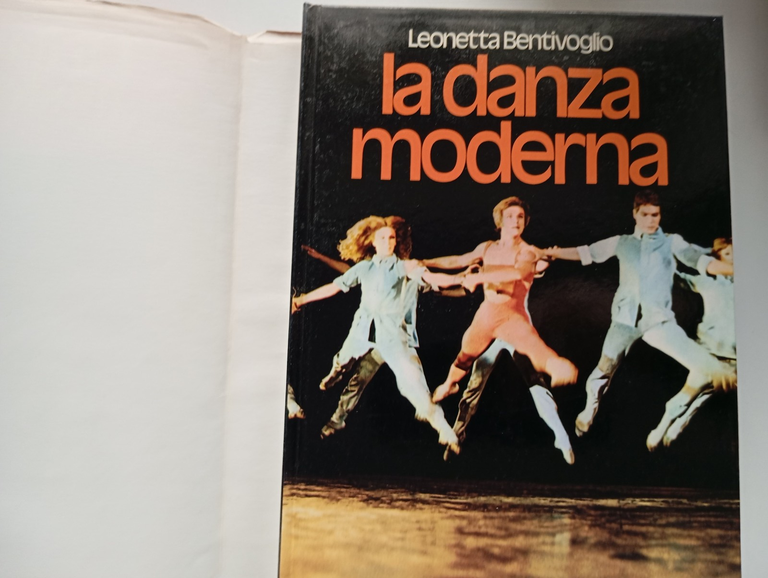 Leonetta Bentivoglio
la danza
moderna